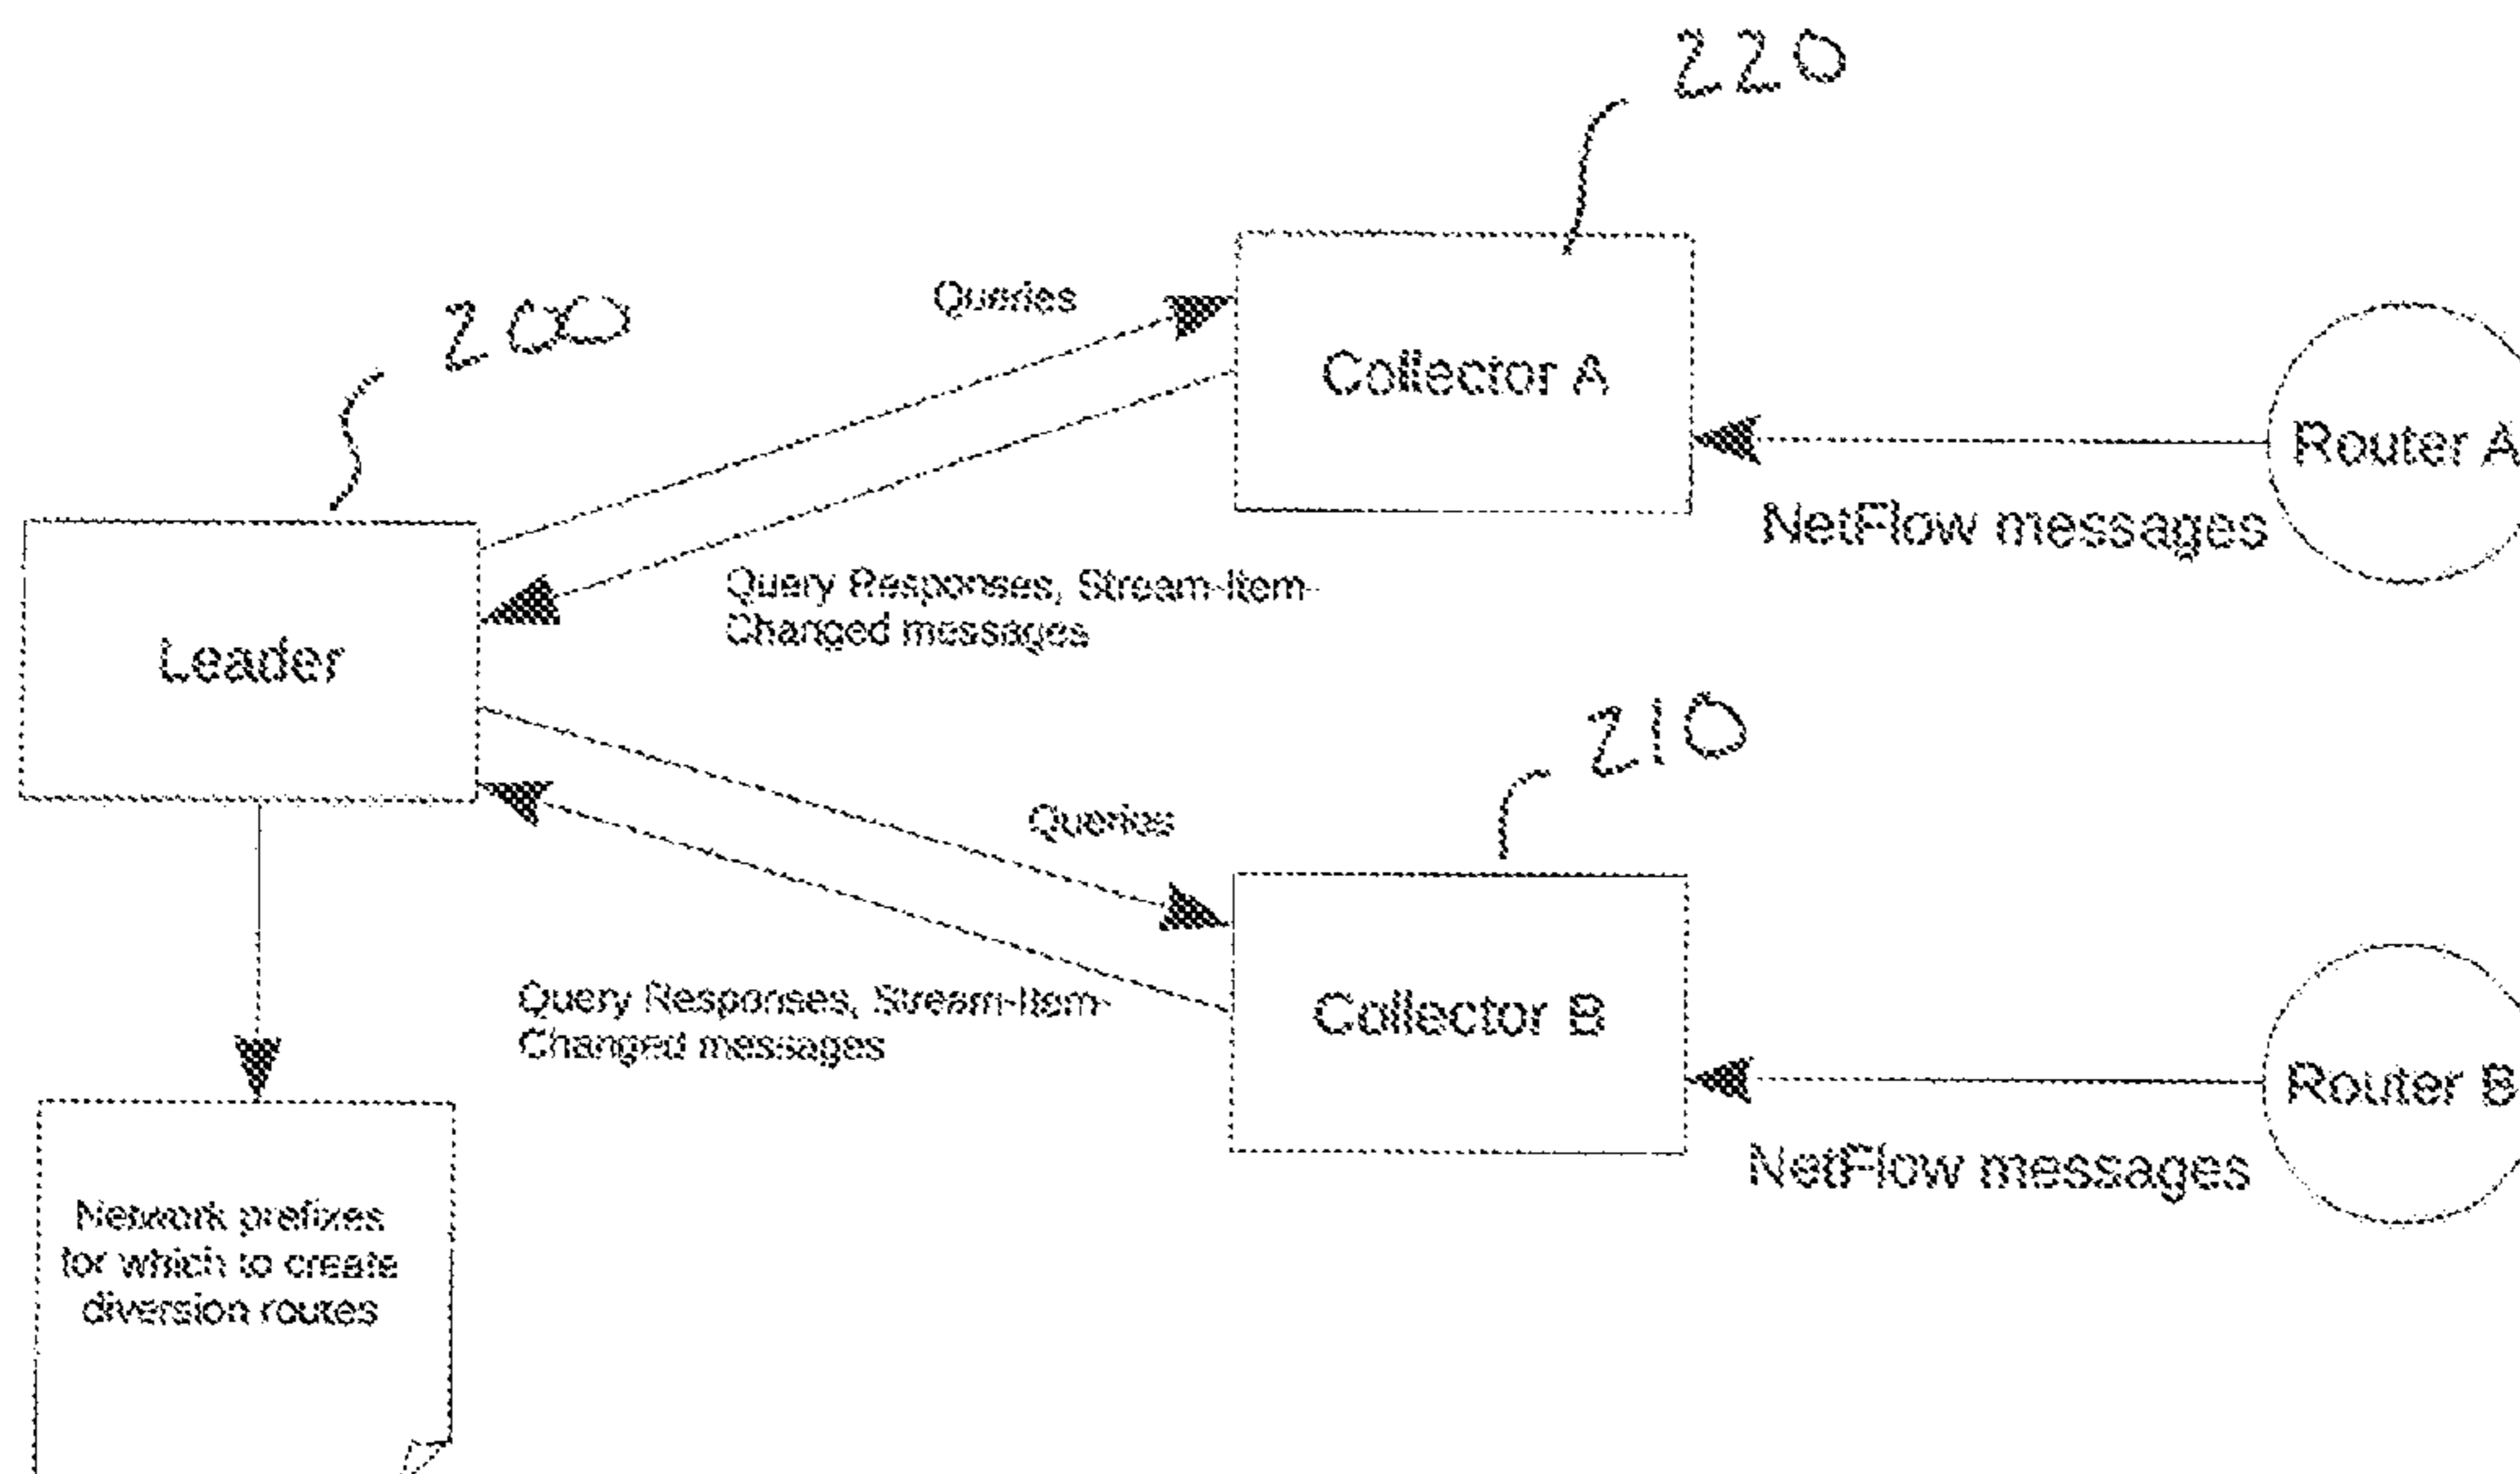 220
200
Queries
Collector A
Router A
NetFlow messages
Query Responses, Stream-Item-
Changed messages
Leader
210
Queries
Collector B
Query Responses, Stream-Item-
Changed messages
Router B
NetFlow messages
Network prefixes
for which to create
diversion routes